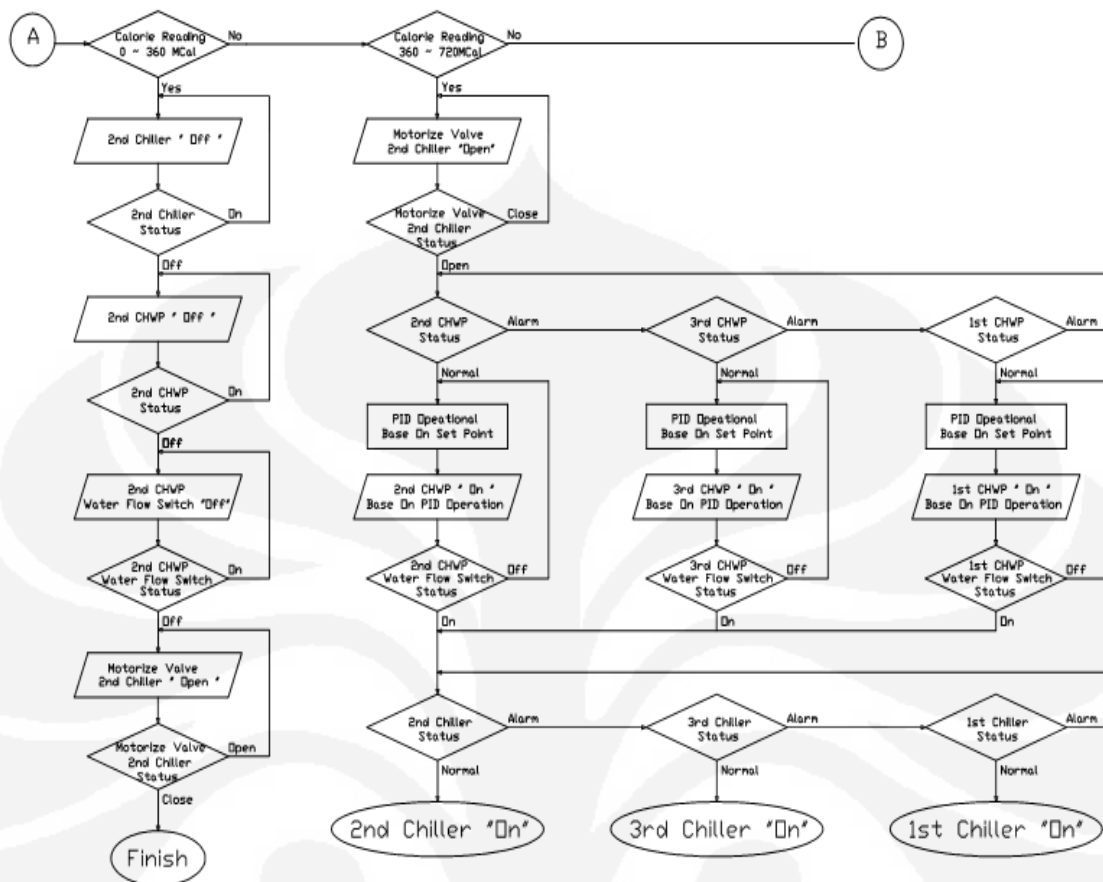 A
Calorie Reading
0 ~ 360 MCal
No
Calorie Reading
360 ~ 720MCal
No
B
Yes
Yes
2nd Chiller " Off "
Motorize Valve
2nd Chiller "Open"
2nd Chiller
Status
On
Motorize Valve
2nd Chiller
Status
Close
Off
Open
2nd CHWP " Off "
2nd CHWP
Status
Alarm
3rd CHWP
Status
Alarm
1st CHWP
Status
Alarm
2nd CHWP
Status
On
Normal
Normal
Normal
PID Opeational
Base On Set Point
PID Opeational
Base On Set Point
PID Opeational
Base On Set Point
Off
2nd CHWP
Water Flow Switch "Off"
2nd CHWP " On "
Base On PID Operation
3rd CHWP " On "
Base On PID Operation
1st CHWP " On "
Base On PID Operation
2nd CHWP
Water Flow Switch
Status
On
2nd CHWP
Water Flow Switch
Status
Off
3rd CHWP
Water Flow Switch
Status
Off
1st CHWP
Water Flow Switch
Status
Off
Off
On
On
On
Motorize Valve
2nd Chiller " Open "
2nd Chiller
Status
Alarm
3rd Chiller
Status
Alarm
1st Chiller
Status
Alarm
Motorize Valve
2nd Chiller
Status
Open
Normal
Normal
Normal
Close
2nd Chiller "On"
3rd Chiller "On"
1st Chiller "On"
Finish